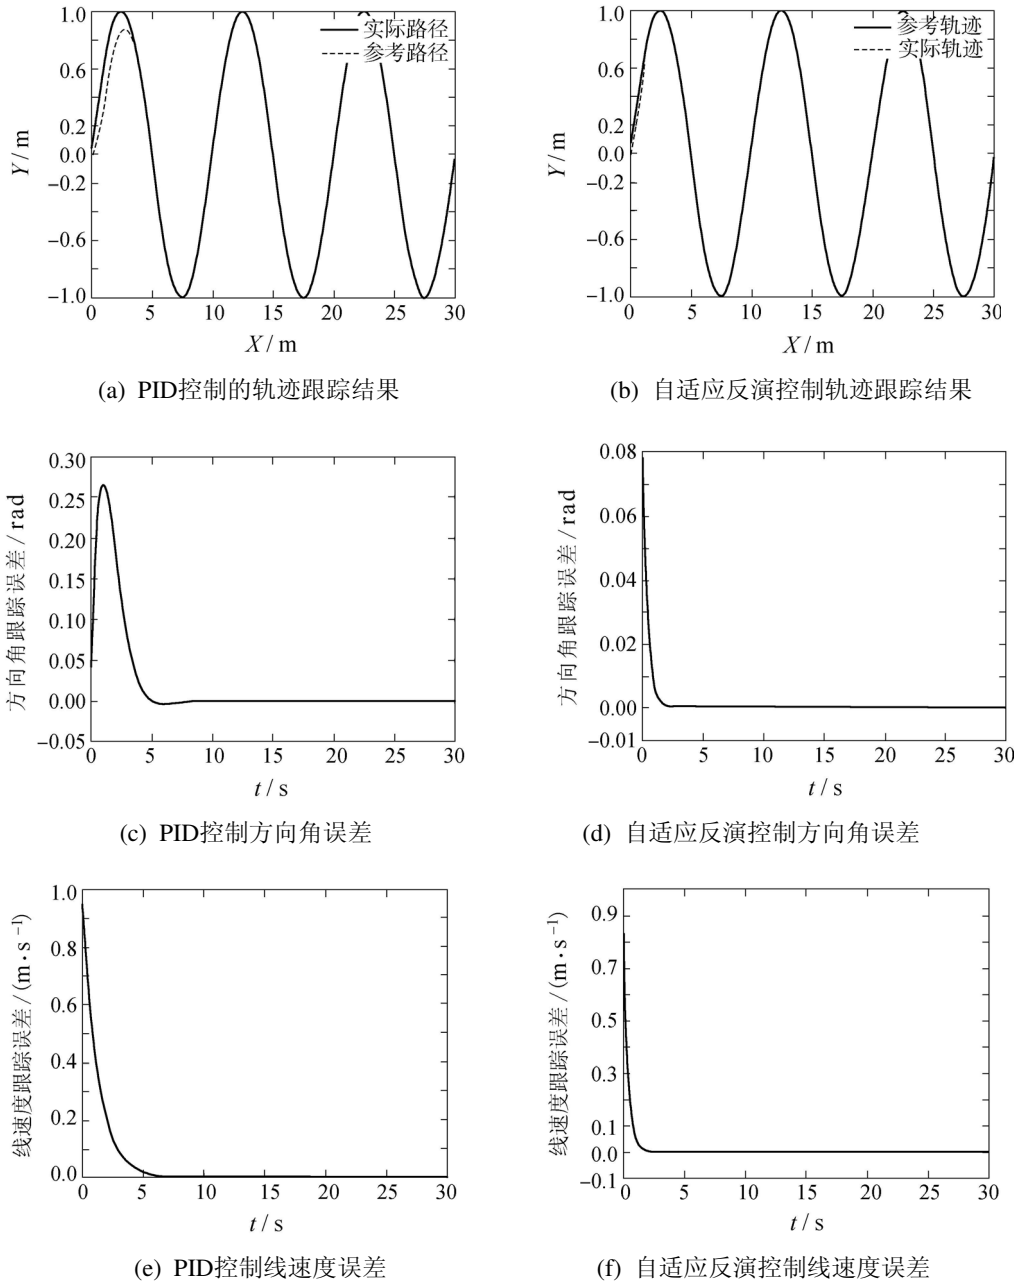 1.0
0.6
0.2
0.0
−0.2
−0.6
−1.0
Y/m
实际路径
参考路径
0 5 10 15 20 25 30
X/m
(a) PID控制的轨迹跟踪结果
1.0
0.6
0.2
0.0
−0.2
−0.6
−1.0
Y/m
参考轨迹
实际轨迹
0 5 10 15 20 25 30
X/m
(b) 自适应反演控制轨迹跟踪结果
0.30
0.25
0.20
0.15
0.10
0.05
0.00
−0.05
方向角跟踪误差/rad
0 5 10 15 20 25 30
t/s
(c) PID控制方向角误差
0.08
0.06
0.04
0.02
0.00
−0.01
方向角跟踪误差/rad
0 5 10 15 20 25 30
t/s
(d) 自适应反演控制方向角误差
1.0
0.8
0.6
0.4
0.2
0.0
线速度跟踪误差/(m·s⁻¹)
0 5 10 15 20 25 30
t/s
(e) PID控制线速度误差
0.9
0.7
0.5
0.3
0.1
0.0
−0.1
线速度跟踪误差/(m·s⁻¹)
0 5 10 15 20 25 30
t/s
(f) 自适应反演控制线速度误差